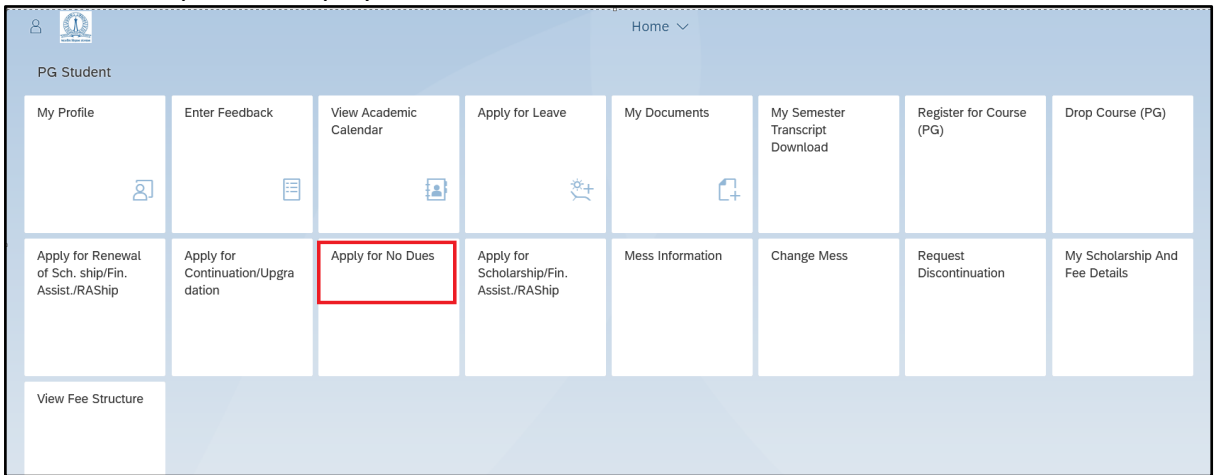 Home
PG Student
My Profile
Enter Feedback
View Academic
Calendar
Apply for Leave
My Documents
My Semester
Transcript
Download
Register for Course
(PG)
Drop Course (PG)
Apply for Renewal
of Sch. ship/Fin.
Assist./RAShip
Apply for
Continuation/Upgra
dation
Apply for No Dues
Apply for
Scholarship/Fin.
Assist./RAShip
Mess Information
Change Mess
Request
Discontinuation
My Scholarship And
Fee Details
View Fee Structure